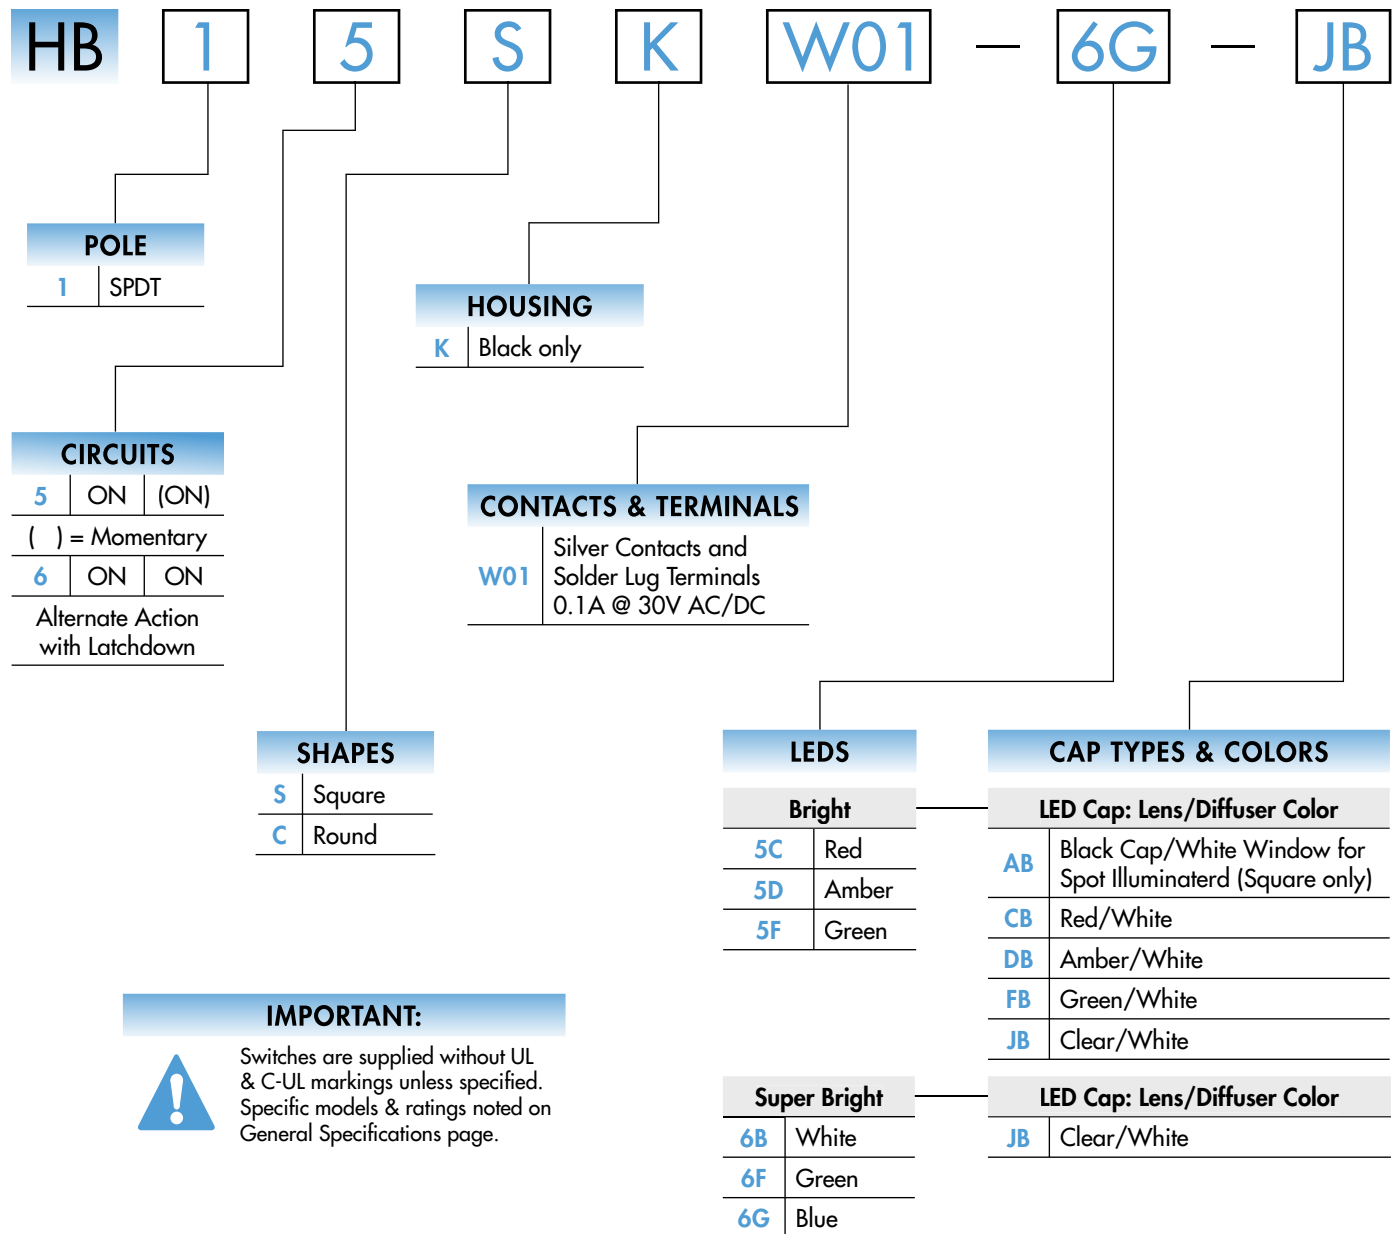 HB 1 5 S K W01 — 6G — JB
POLE
1 SPDT
HOUSING
K Black only
CIRCUITS
5 ON (ON)
( ) = Momentary
6 ON ON
Alternate Action
with Latchdown
CONTACTS & TERMINALS
W01 Silver Contacts and
Solder Lug Terminals
0.1A @ 30V AC/DC
SHAPES
S Square
C Round
LEDS
Bright
5C Red
5D Amber
5F Green
Super Bright
6B White
6F Green
6G Blue
CAP TYPES & COLORS
LED Cap: Lens/Diffuser Color
AB Black Cap/White Window for
Spot Illuminaterd (Square only)
CB Red/White
DB Amber/White
FB Green/White
JB Clear/White
LED Cap: Lens/Diffuser Color
JB Clear/White
IMPORTANT:
Switches are supplied without UL
& C-UL markings unless specified.
Specific models & ratings noted on
General Specifications page.